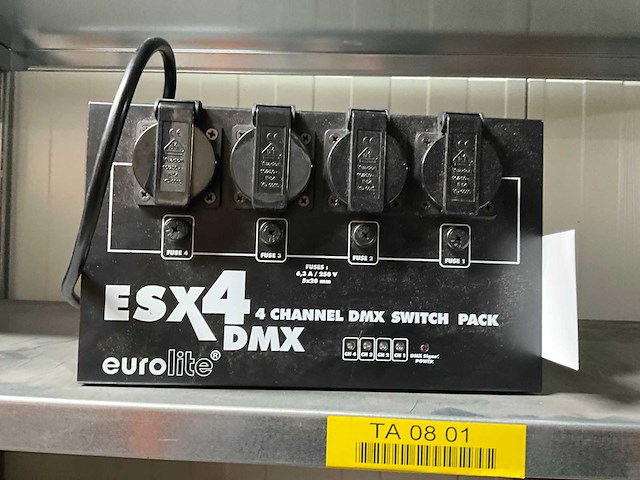 FUSE 4 FUSE 3 FUSE 2 FUSE 1
FUSES :
6,3 A / 250 V
5x20 mm
ESX4 4 CHANNEL DMX SWITCH PACK
DMX
CH 4 CH 3 CH 2 CH 1 DMX Signal
POWER
eurolite®
TA 08 01